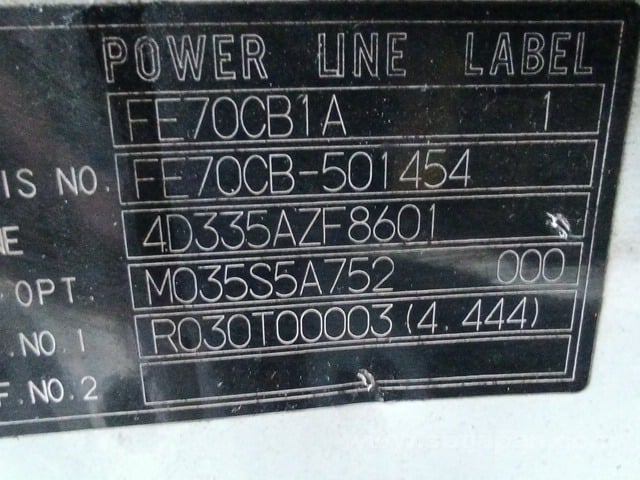 POWER LINE LABEL
FE70CB1A 1
IS NO. FE70CB-501454
NE 4D335AZF8601
OPT. M035S5A752 000
.NO.1 R030T00003(4.444)
F.NO.2